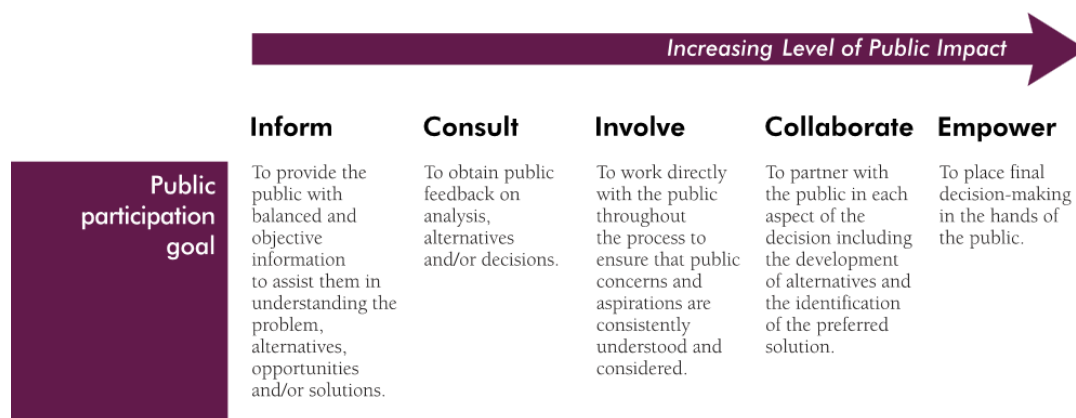 Increasing Level of Public Impact
Inform
Consult
Involve
Collaborate
Empower
Public
participation
goal
To provide the
public with
balanced and
objective
information
to assist them in
understanding the
problem,
alternatives,
opportunities
and/or solutions.
To obtain public
feedback on
analysis,
alternatives
and/or decisions.
To work directly
with the public
throughout
the process to
ensure that public
concerns and
aspirations are
consistently
understood and
considered.
To partner with
the public in each
aspect of the
decision including
the development
of alternatives and
the identification
of the preferred
solution.
To place final
decision-making
in the hands of
the public.